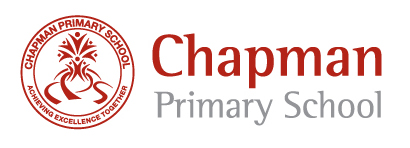 CHAPMAN PRIMARY SCHOOL
ACHIEVING EXCELLENCE TOGETHER
Chapman
Primary School